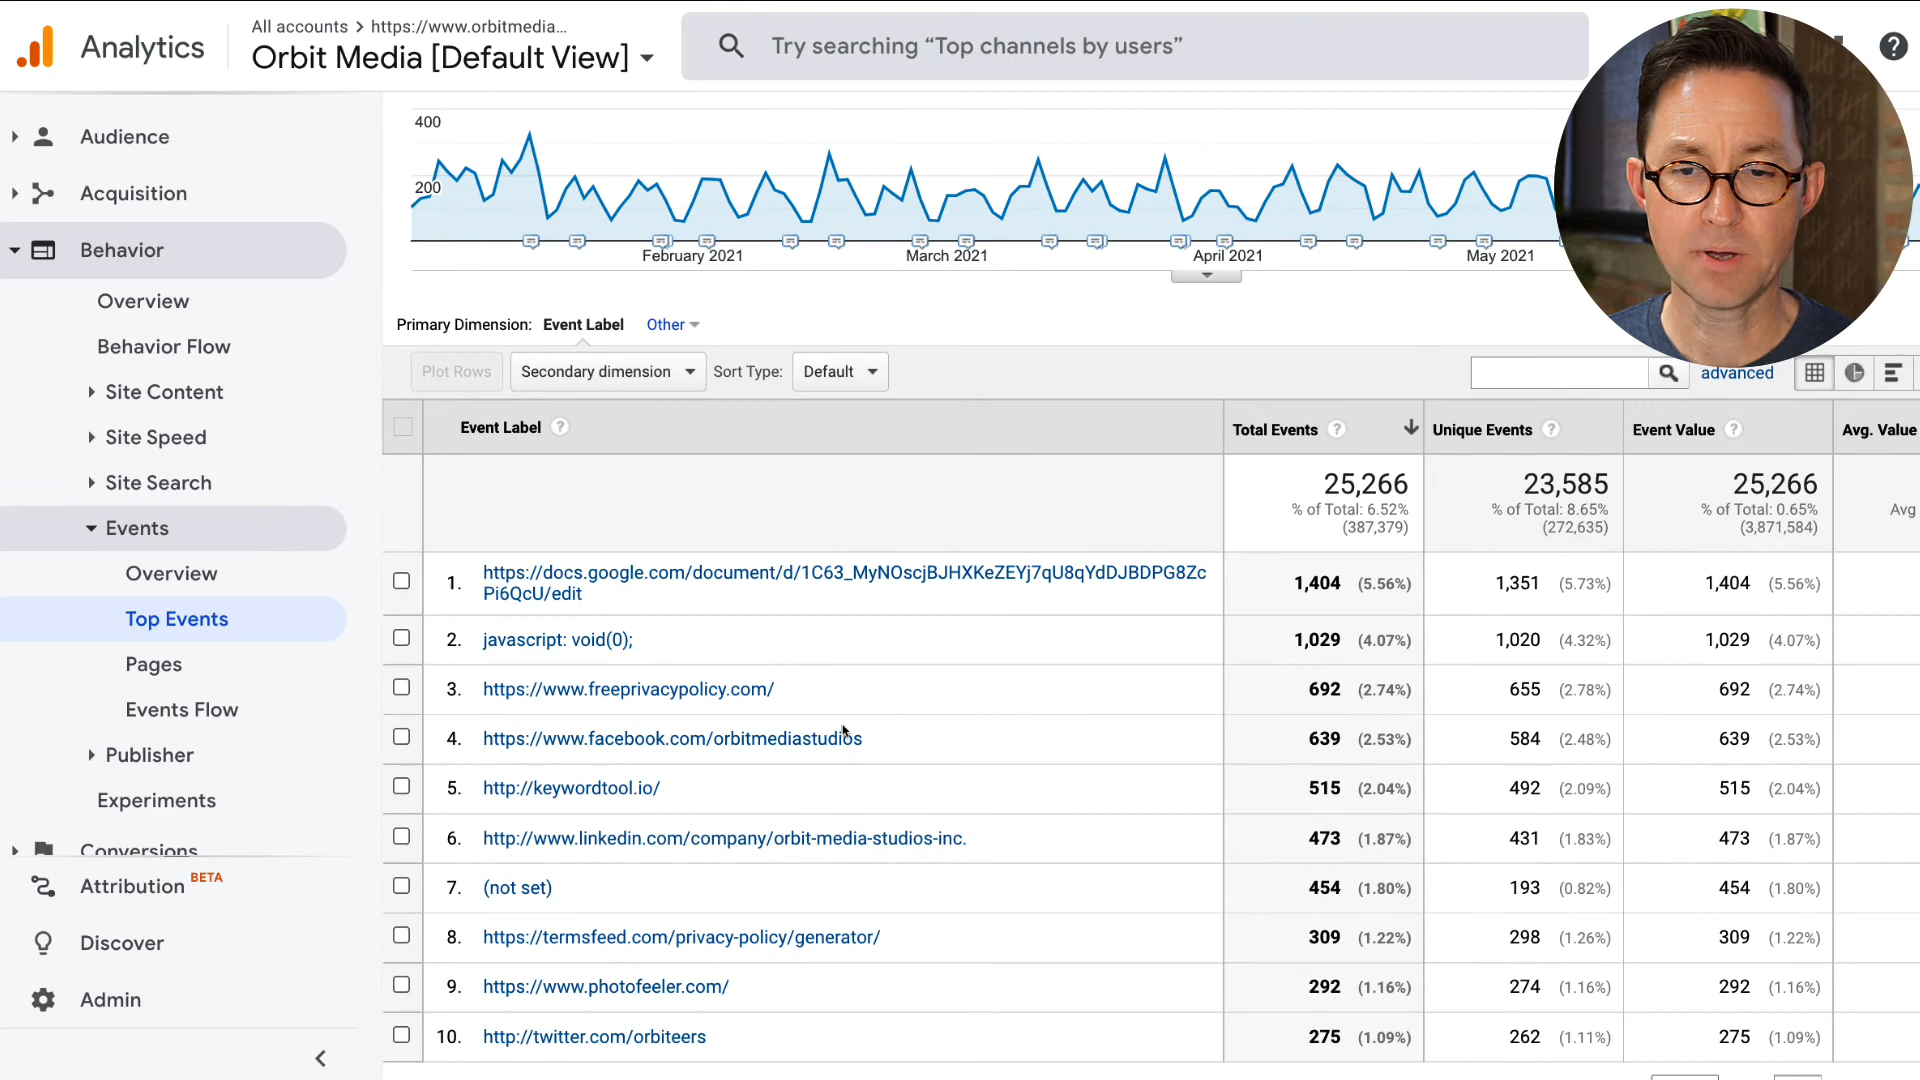 Analytics
All accounts > https://www.orbitmedia...
Orbit Media [Default View]
Try searching “Top channels by users”
Audience
Acquisition
Behavior
Overview
Behavior Flow
Site Content
Site Speed
Site Search
Events
Overview
Top Events
Pages
Events Flow
Publisher
Experiments
Conversions
Attribution BETA
Discover
Admin
400
200
February 2021 March 2021 April 2021 May 2021
Primary Dimension: Event Label Other
Plot Rows Secondary dimension Sort Type: Default advanced
Event Label Total Events Unique Events Event Value Avg. Value
25,266 23,585 25,266
% of Total: 6.52% % of Total: 8.65% % of Total: 0.65% Avg
(387,379) (272,635) (3,871,584)
1. https://docs.google.com/document/d/1C63_MyNOscjBJHXKeZEYj7qU8qYdDJBDPG8Zc 1,404 (5.56%) 1,351 (5.73%) 1,404 (5.56%)
Pi6QcU/edit
2. javascript: void(0); 1,029 (4.07%) 1,020 (4.32%) 1,029 (4.07%)
3. https://www.freeprivacypolicy.com/ 692 (2.74%) 655 (2.78%) 692 (2.74%)
4. https://www.facebook.com/orbitmediastudios 639 (2.53%) 584 (2.48%) 639 (2.53%)
5. http://keywordtool.io/ 515 (2.04%) 492 (2.09%) 515 (2.04%)
6. http://www.linkedin.com/company/orbit-media-studios-inc. 473 (1.87%) 431 (1.83%) 473 (1.87%)
7. (not set) 454 (1.80%) 193 (0.82%) 454 (1.80%)
8. https://termsfeed.com/privacy-policy/generator/ 309 (1.22%) 298 (1.26%) 309 (1.22%)
9. https://www.photofeeler.com/ 292 (1.16%) 274 (1.16%) 292 (1.16%)
10. http://twitter.com/orbiteers 275 (1.09%) 262 (1.11%) 275 (1.09%)